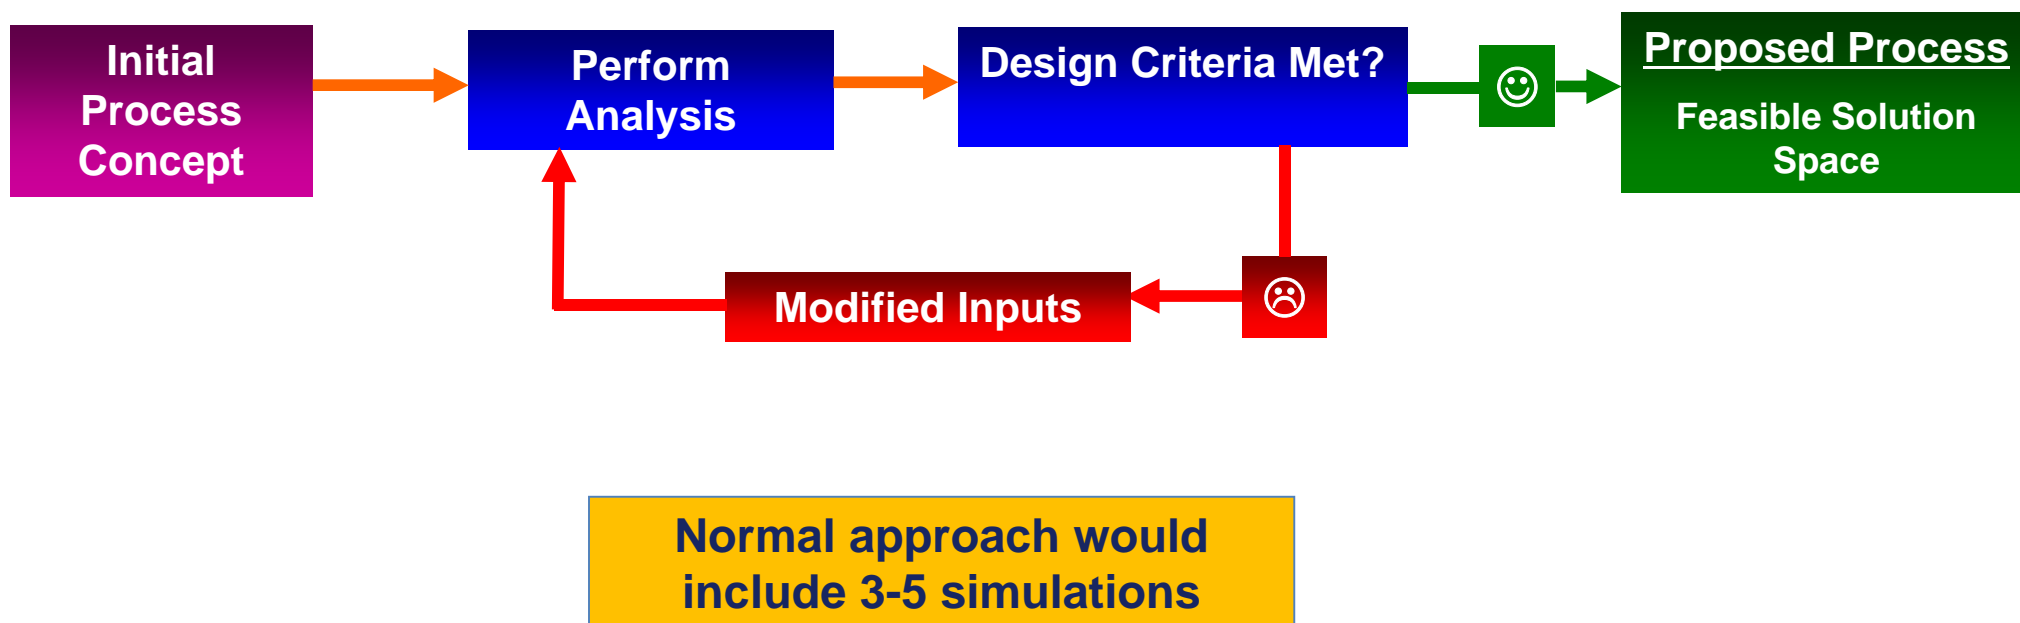 Initial
Process
Concept
Perform
Analysis
Design Criteria Met?
Proposed Process
Feasible Solution
Space
Modified Inputs
Normal approach would
include 3-5 simulations